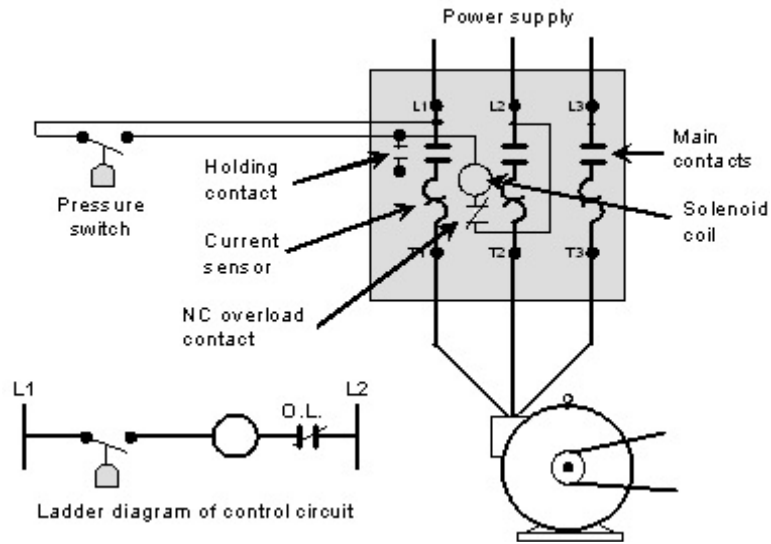 Power supply
L1
L2
L3
Holding
contact
Main
contacts
Pressure
switch
Solenoid
coil
Current
sensor
T1
T2
T3
NC overload
contact
L1
L2
O.L.
Ladder diagram of control circuit